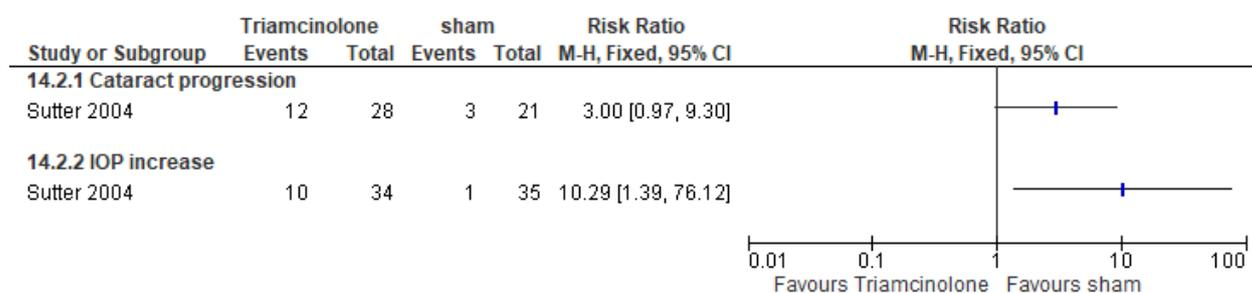 Triamcinolone sham Risk Ratio Risk Ratio
Study or Subgroup Events Total Events Total M-H, Fixed, 95% CI M-H, Fixed, 95% CI
14.2.1 Cataract progression
Sutter 2004 12 28 3 21 3.00 [0.97, 9.30]
14.2.2 IOP increase
Sutter 2004 10 34 1 35 10.29 [1.39, 76.12]
0.01 0.1 1 10 100
Favours Triamcinolone Favours sham